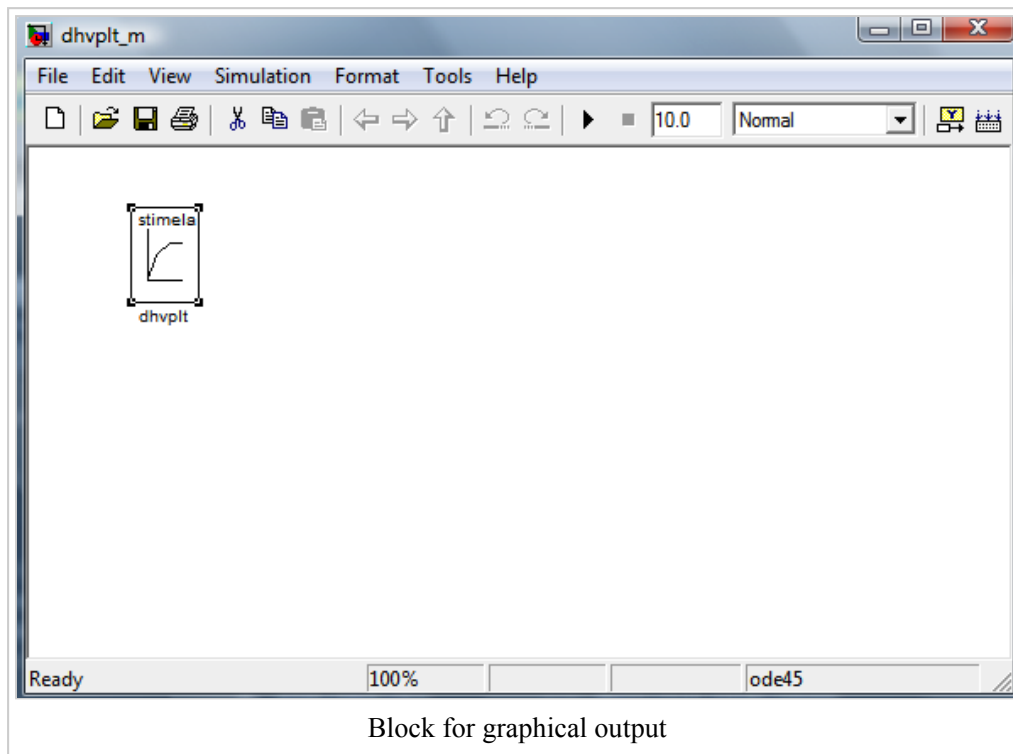 dhvplt_m
File Edit View Simulation Format Tools Help
10.0 Normal
stimela
dhvplt
Ready 100% ode45
Block for graphical output